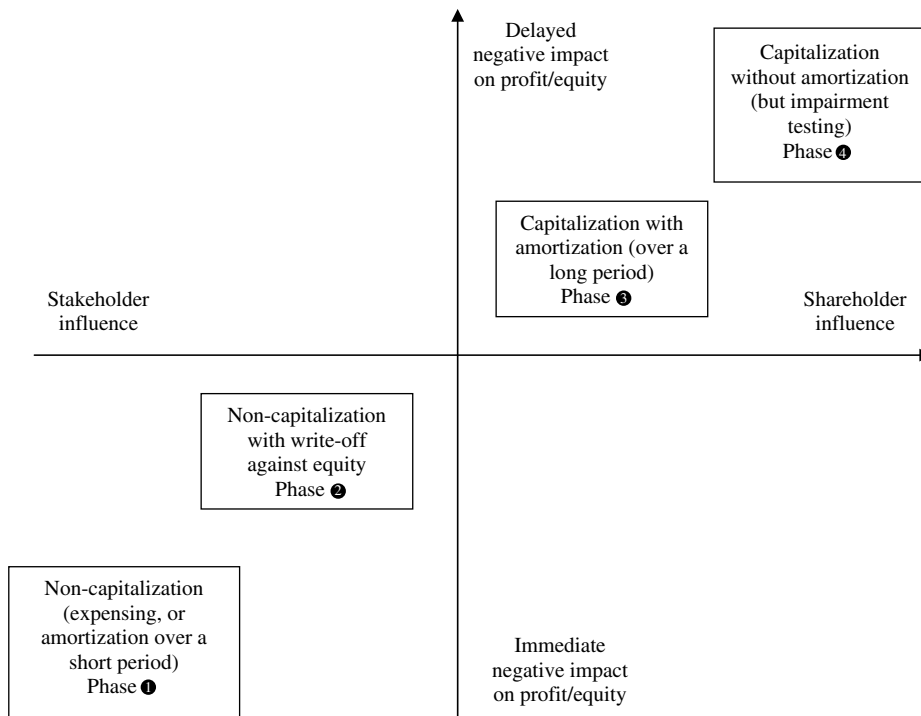 Delayed
negative impact
on profit/equity
Capitalization
without amortization
(but impairment
testing)
Phase ❹
Capitalization with
amortization (over a
long period)
Phase ❸
Stakeholder
influence
Shareholder
influence
Non-capitalization
with write-off
against equity
Phase ❷
Non-capitalization
(expensing, or
amortization over a
short period)
Phase ❶
Immediate
negative impact
on profit/equity